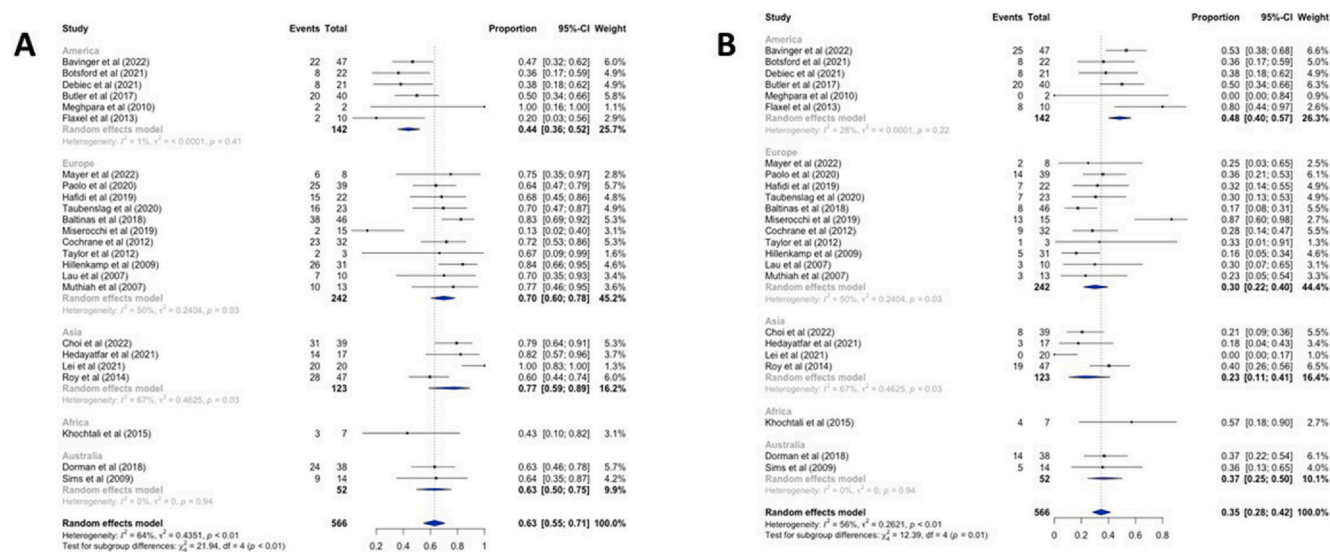 A
Study Events Total Proportion 95%-CI Weight
America
Bavinger et al (2022) 22 47 0.47 [0.32; 0.62] 6.0%
Botsford et al (2021) 8 22 0.36 [0.17; 0.59] 4.9%
Debiec et al (2021) 8 21 0.38 [0.18; 0.62] 4.9%
Butler et al (2017) 20 40 0.50 [0.34; 0.66] 5.8%
Meghpara et al (2010) 2 2 1.00 [0.16; 1.00] 1.1%
Flaxel et al (2013) 2 10 0.20 [0.03; 0.56] 2.9%
Random effects model 142 0.44 [0.36; 0.52] 25.7%
Heterogeneity: I² = 1%, τ² = < 0.0001, p = 0.41
Europe
Mayer et al (2022) 6 8 0.75 [0.35; 0.97] 2.8%
Paolo et al (2020) 25 39 0.64 [0.47; 0.79] 5.7%
Hafidi et al (2019) 15 22 0.68 [0.45; 0.86] 4.8%
Taubenslag et al (2020) 16 23 0.70 [0.47; 0.87] 4.8%
Baltinas et al (2018) 38 46 0.83 [0.69; 0.92] 5.3%
Miserocchi et al (2019) 2 15 0.13 [0.02; 0.40] 3.1%
Cochrane et al (2012) 23 32 0.72 [0.53; 0.86] 5.2%
Taylor et al (2012) 2 3 0.67 [0.09; 0.99] 1.6%
Hillenkamp et al (2009) 26 31 0.84 [0.66; 0.95] 4.6%
Lau et al (2007) 7 10 0.70 [0.35; 0.93] 3.4%
Muthiah et al (2007) 10 13 0.77 [0.46; 0.95] 3.6%
Random effects model 242 0.70 [0.60; 0.78] 45.2%
Heterogeneity: I² = 50%, τ² = 0.2404, p = 0.03
Asia
Choi et al (2022) 31 39 0.79 [0.64; 0.91] 5.3%
Hedayatfar et al (2021) 14 17 0.82 [0.57; 0.96] 3.7%
Lei et al (2021) 20 20 1.00 [0.83; 1.00] 1.3%
Roy et al (2014) 28 47 0.60 [0.44; 0.74] 6.0%
Random effects model 123 0.77 [0.59; 0.89] 16.2%
Heterogeneity: I² = 67%, τ² = 0.4625, p = 0.03
Africa
Khochtali et al (2015) 3 7 0.43 [0.10; 0.82] 3.1%
Australia
Dorman et al (2018) 24 38 0.63 [0.46; 0.78] 5.7%
Sims et al (2009) 9 14 0.64 [0.35; 0.87] 4.2%
Random effects model 52 0.63 [0.50; 0.75] 9.9%
Heterogeneity: I² = 0%, τ² = 0, p = 0.94
Random effects model 566 0.63 [0.55; 0.71] 100.0%
Heterogeneity: I² = 64%, τ² = 0.4351, p < 0.01
Test for subgroup differences: χ²₄ = 21.94, df = 4 (p < 0.01)
0.2 0.4 0.6 0.8 1
B
Study Events Total Proportion 95%-CI Weight
America
Bavinger et al (2022) 25 47 0.53 [0.38; 0.68] 6.6%
Botsford et al (2021) 8 22 0.36 [0.17; 0.59] 5.0%
Debiec et al (2021) 8 21 0.38 [0.18; 0.62] 4.9%
Butler et al (2017) 20 40 0.50 [0.34; 0.66] 6.4%
Meghpara et al (2010) 0 2 0.00 [0.00; 0.84] 0.9%
Flaxel et al (2013) 8 10 0.80 [0.44; 0.97] 2.6%
Random effects model 142 0.48 [0.40; 0.57] 26.3%
Heterogeneity: I² = 28%, τ² = < 0.0001, p = 0.22
Europe
Mayer et al (2022) 2 8 0.25 [0.03; 0.65] 2.5%
Paolo et al (2020) 14 39 0.36 [0.21; 0.53] 6.1%
Hafidi et al (2019) 7 22 0.32 [0.14; 0.55] 4.8%
Taubenslag et al (2020) 7 23 0.30 [0.13; 0.53] 4.9%
Baltinas et al (2018) 8 46 0.17 [0.08; 0.31] 5.5%
Miserocchi et al (2019) 13 15 0.87 [0.60; 0.98] 2.8%
Cochrane et al (2012) 9 32 0.28 [0.14; 0.47] 5.4%
Taylor et al (2012) 1 3 0.33 [0.01; 0.91] 1.3%
Hillenkamp et al (2009) 5 31 0.16 [0.05; 0.34] 4.6%
Lau et al (2007) 3 10 0.30 [0.07; 0.65] 3.1%
Muthiah et al (2007) 3 13 0.23 [0.05; 0.54] 3.3%
Random effects model 242 0.30 [0.22; 0.40] 44.4%
Heterogeneity: I² = 50%, τ² = 0.2404, p = 0.03
Asia
Choi et al (2022) 8 39 0.21 [0.09; 0.36] 5.5%
Hedayatfar et al (2021) 3 17 0.18 [0.04; 0.43] 3.4%
Lei et al (2021) 0 20 0.00 [0.00; 0.17] 1.0%
Roy et al (2014) 19 47 0.40 [0.26; 0.56] 6.5%
Random effects model 123 0.23 [0.11; 0.41] 16.4%
Heterogeneity: I² = 67%, τ² = 0.4625, p = 0.03
Africa
Khochtali et al (2015) 4 7 0.57 [0.18; 0.90] 2.7%
Australia
Dorman et al (2018) 14 38 0.37 [0.22; 0.54] 6.1%
Sims et al (2009) 5 14 0.36 [0.13; 0.65] 4.0%
Random effects model 52 0.37 [0.25; 0.50] 10.1%
Heterogeneity: I² = 0%, τ² = 0, p = 0.94
Random effects model 566 0.35 [0.28; 0.42] 100.0%
Heterogeneity: I² = 56%, τ² = 0.2621, p < 0.01
Test for subgroup differences: χ²₄ = 12.39, df = 4 (p = 0.01)
0 0.2 0.4 0.6 0.8